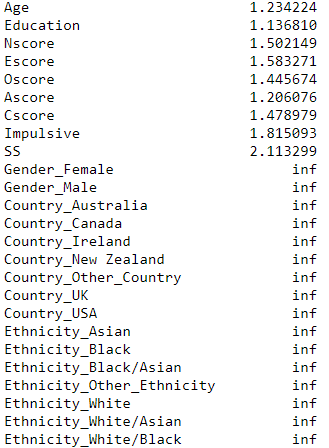 Age 1.234224
Education 1.136810
Nscore 1.502149
Escore 1.583271
Oscore 1.445674
Ascore 1.206076
Cscore 1.478979
Impulsive 1.815093
SS 2.113299
Gender_Female inf
Gender_Male inf
Country_Australia inf
Country_Canada inf
Country_Ireland inf
Country_New Zealand inf
Country_Other_Country inf
Country_UK inf
Country_USA inf
Ethnicity_Asian inf
Ethnicity_Black inf
Ethnicity_Black/Asian inf
Ethnicity_Other_Ethnicity inf
Ethnicity_White inf
Ethnicity_White/Asian inf
Ethnicity_White/Black inf